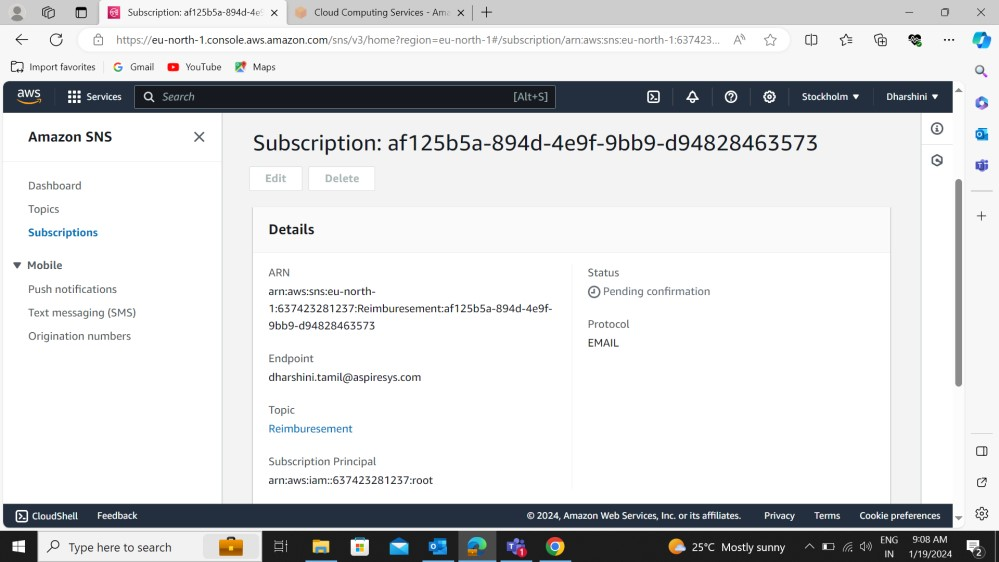 Subscription: af125b5a-894d-4e9
Cloud Computing Services - Ama
https://eu-north-1.console.aws.amazon.com/sns/v3/home?region=eu-north-1#/subscription/arn:aws:sns:eu-north-1:637423...
Import favorites
Gmail
YouTube
Maps
aws
Services
Search
[Alt+S]
Stockholm
Dharshini
Amazon SNS
Dashboard
Topics
Subscriptions
Mobile
Push notifications
Text messaging (SMS)
Origination numbers
Subscription: af125b5a-894d-4e9f-9bb9-d94828463573
Edit
Delete
Details
ARN
arn:aws:sns:eu-north-
1:637423281237:Reimburesement:af125b5a-894d-4e9f-
9bb9-d94828463573
Endpoint
dharshini.tamil@aspiresys.com
Topic
Reimburesement
Subscription Principal
arn:aws:iam::637423281237:root
Status
Pending confirmation
Protocol
EMAIL
CloudShell
Feedback
© 2024, Amazon Web Services, Inc. or its affiliates.
Privacy
Terms
Cookie preferences
Type here to search
25°C Mostly sunny
ENG
IN
9:08 AM
1/19/2024
2